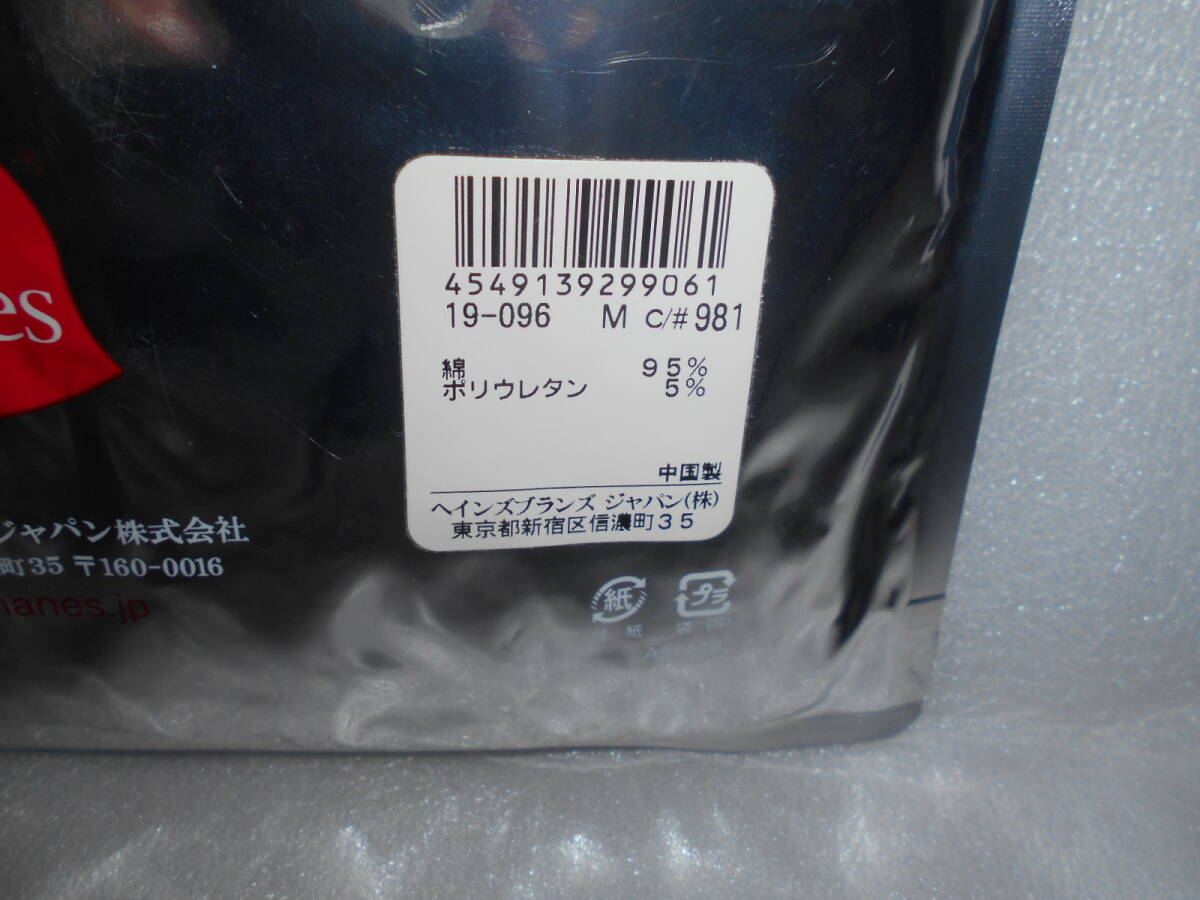 es
4549139299061
19-096 M C/# 981
綿 95%
ポリウレタン 5%
中国製
ヘインズブランズ ジャパン(株)
東京都新宿区信濃町35
ジャパン株式会社
町35 〒160-0016
hanes.jp
紙 プラ
紙 袋 PP